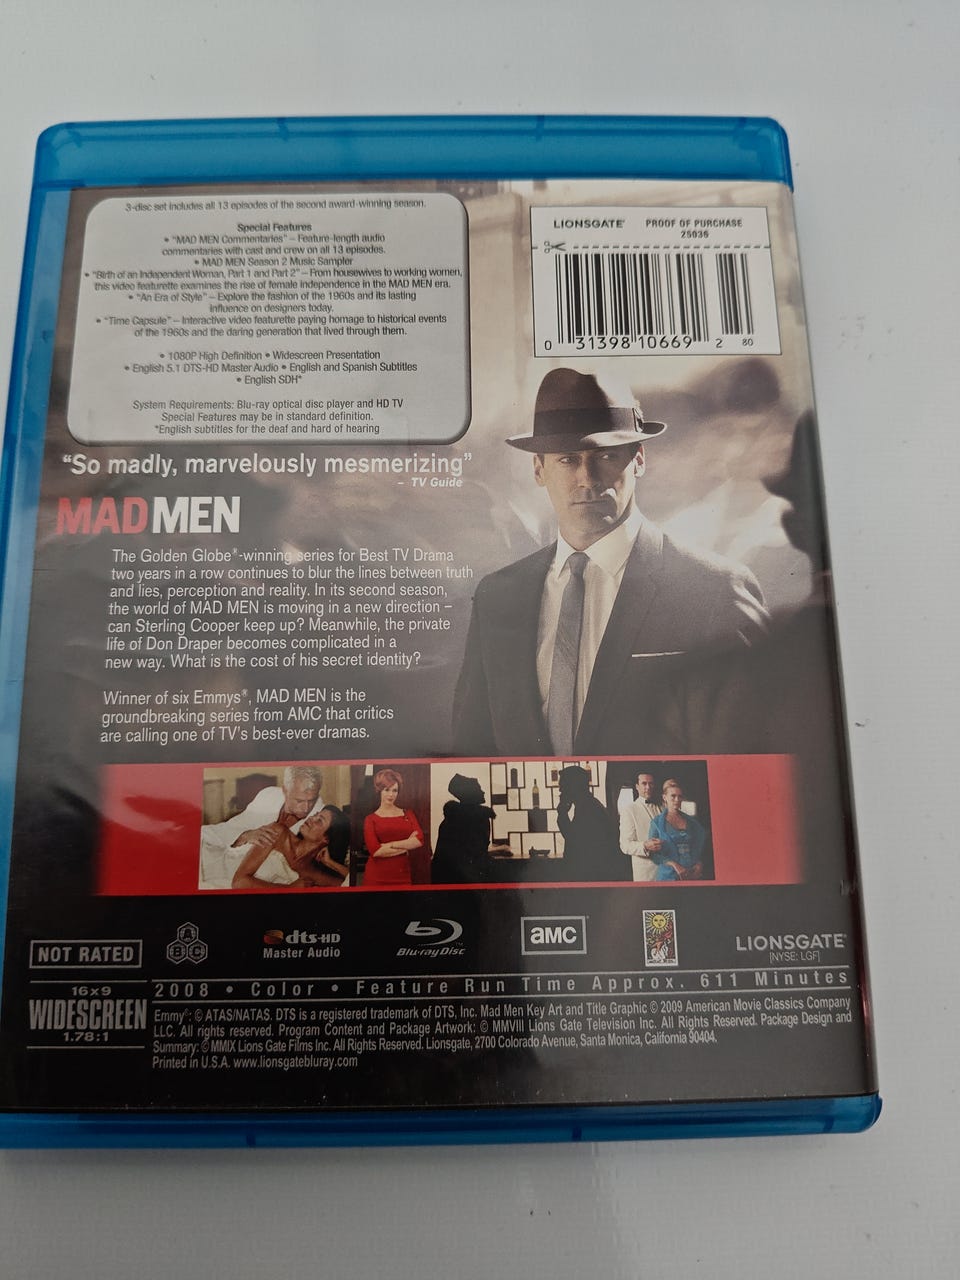 3-disc set includes all 13 episodes of the second award-winning season.
Special Features
• “MAD MEN Commentaries” – Feature-length audio
commentaries with cast and crew on all 13 episodes.
• MAD MEN Season 2 Music Sampler
• “Birth of an Independent Woman, Part 1 and Part 2” – From housewives to working women,
this video featurette examines the rise of female independence in the MAD MEN era.
• “An Era of Style” – Explore the fashion of the 1960s and its lasting
influence on designers today.
• “Time Capsule” – Interactive video featurette paying homage to historical events
of the 1960s and the daring generation that lived through them.
• 1080P High Definition • Widescreen Presentation
• English 5.1 DTS-HD Master Audio • English and Spanish Subtitles
• English SDH*
System Requirements: Blu-ray optical disc player and HD TV
Special Features may be in standard definition.
*English subtitles for the deaf and hard of hearing
LIONSGATE® PROOF OF PURCHASE
25036
0 31398 10669 2 80
“So madly, marvelously mesmerizing”
– TV Guide
MAD MEN
The Golden Globe®-winning series for Best TV Drama
two years in a row continues to blur the lines between truth
and lies, perception and reality. In its second season,
the world of MAD MEN is moving in a new direction –
can Sterling Cooper keep up? Meanwhile, the private
life of Don Draper becomes complicated in a
new way. What is the cost of his secret identity?
Winner of six Emmys®, MAD MEN is the
groundbreaking series from AMC that critics
are calling one of TV's best-ever dramas.
NOT RATED
A B C
dts-HD
Master Audio
Blu-ray Disc™
aMC
LIONSGATE®
[NYSE: LGF]
16x9
WIDESCREEN
1.78:1
2008 • Color • Feature Run Time Approx. 611 Minutes
Emmy®: © ATAS/NATAS. DTS is a registered trademark of DTS, Inc. Mad Men Key Art and Title Graphic © 2009 American Movie Classics Company
LLC. All rights reserved. Program Content and Package Artwork: © MMVIII Lions Gate Television Inc. All Rights Reserved. Package Design and
Summary: © MMIX Lions Gate Films Inc. All Rights Reserved. Lionsgate, 2700 Colorado Avenue, Santa Monica, California 90404.
Printed in U.S.A. www.lionsgatebluray.com